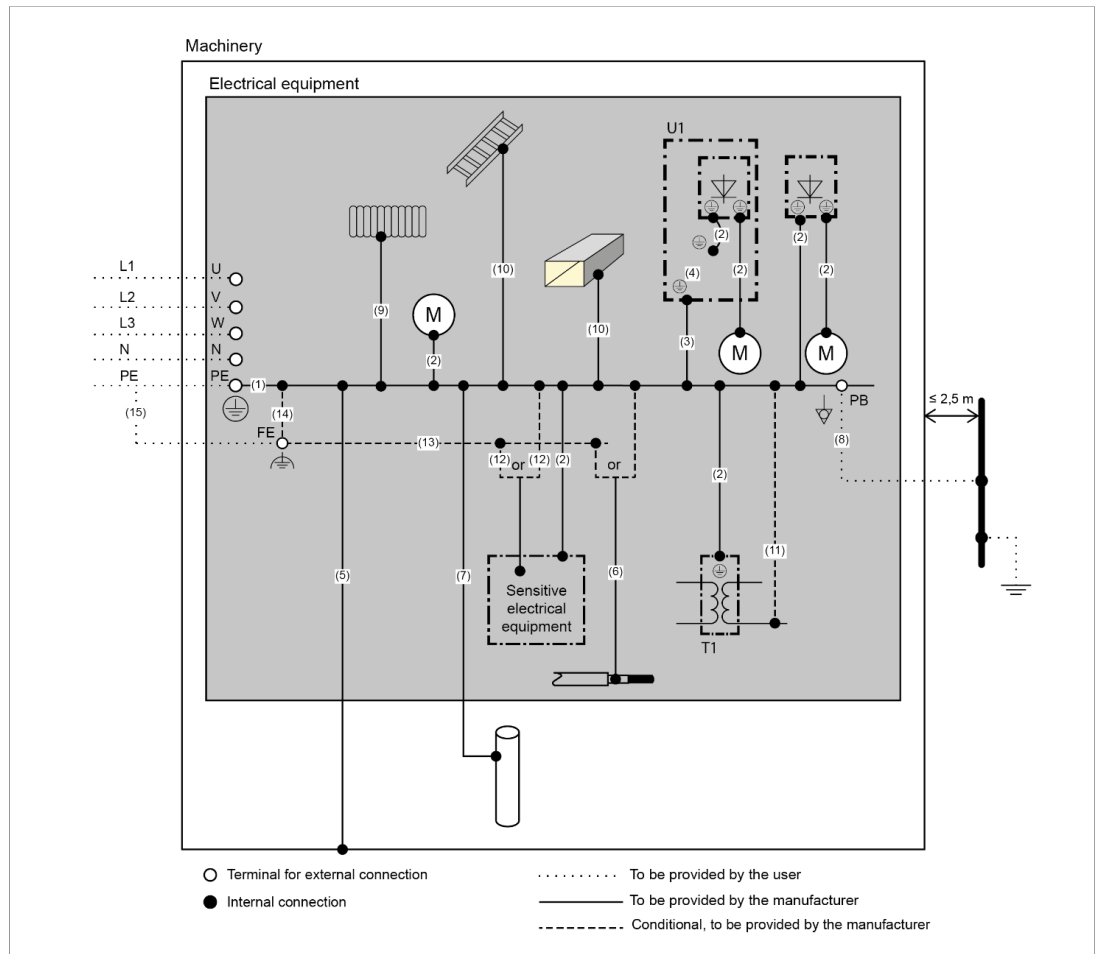 Machinery
Electrical equipment
U1
(2)
(2)
(2)
(2)
(4)
(3)
(10)
(10)
(9)
M
(2)
M
M
L1 U
L2 V
L3 W
N N
PE PE (1)
(15)
(14)
FE
(13)
(12) or (12) (2)
or
PB
(8)
≤ 2,5 m
(2)
(11)
(5)
(7)
(6)
Sensitive
electrical
equipment
T1
Terminal for external connection
Internal connection
To be provided by the user
To be provided by the manufacturer
Conditional, to be provided by the manufacturer